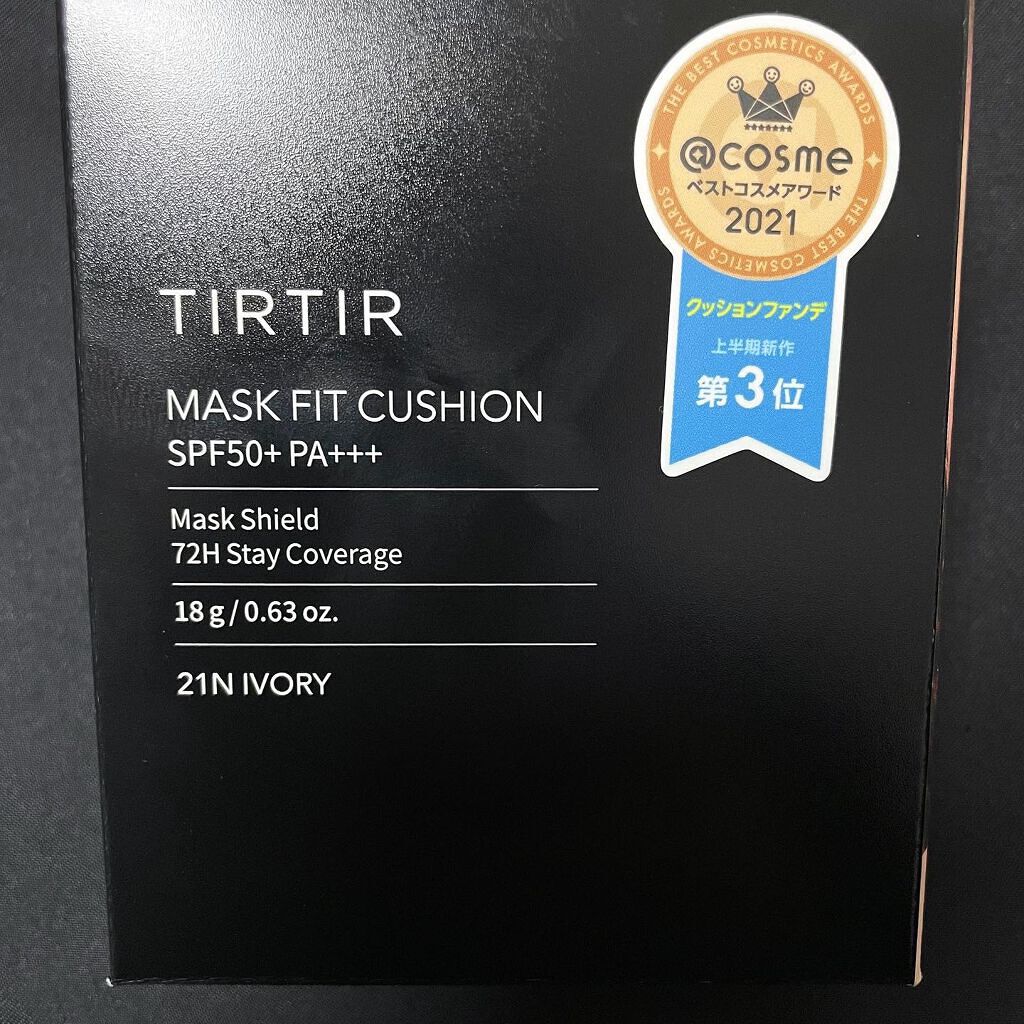 TIRTIR
MASK FIT CUSHION
SPF50+ PA+++
Mask Shield
72H Stay Coverage
18 g / 0.63 oz.
21N IVORY
THE BEST COSMETICS AWARDS
@cosme
ベストコスメアワード
2021
THE BEST COSMETICS AWARDS
クッションファンデ
上半期新作
第3位